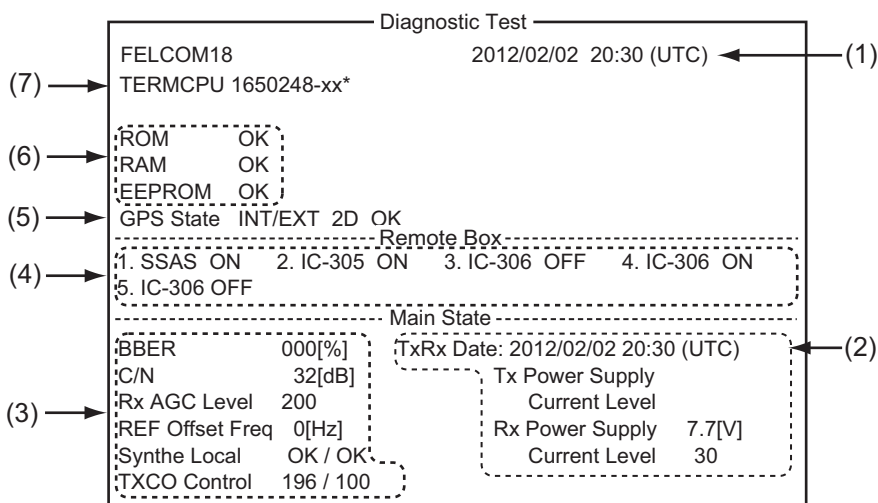 Diagnostic Test
FELCOM18 2012/02/02 20:30 (UTC) (1)
(7) TERMCPU 1650248-xx*
ROM OK
(6) RAM OK
EEPROM OK
(5) GPS State INT/EXT 2D OK
Remote Box
1. SSAS ON 2. IC-305 ON 3. IC-306 OFF 4. IC-306 ON
(4) 5. IC-306 OFF
Main State
BBER 000[%] TxRx Date: 2012/02/02 20:30 (UTC) (2)
C/N 32[dB] Tx Power Supply
Rx AGC Level 200 Current Level
(3) REF Offset Freq 0[Hz] Rx Power Supply 7.7[V]
Synthe Local OK / OK Current Level 30
TXCO Control 196 / 100